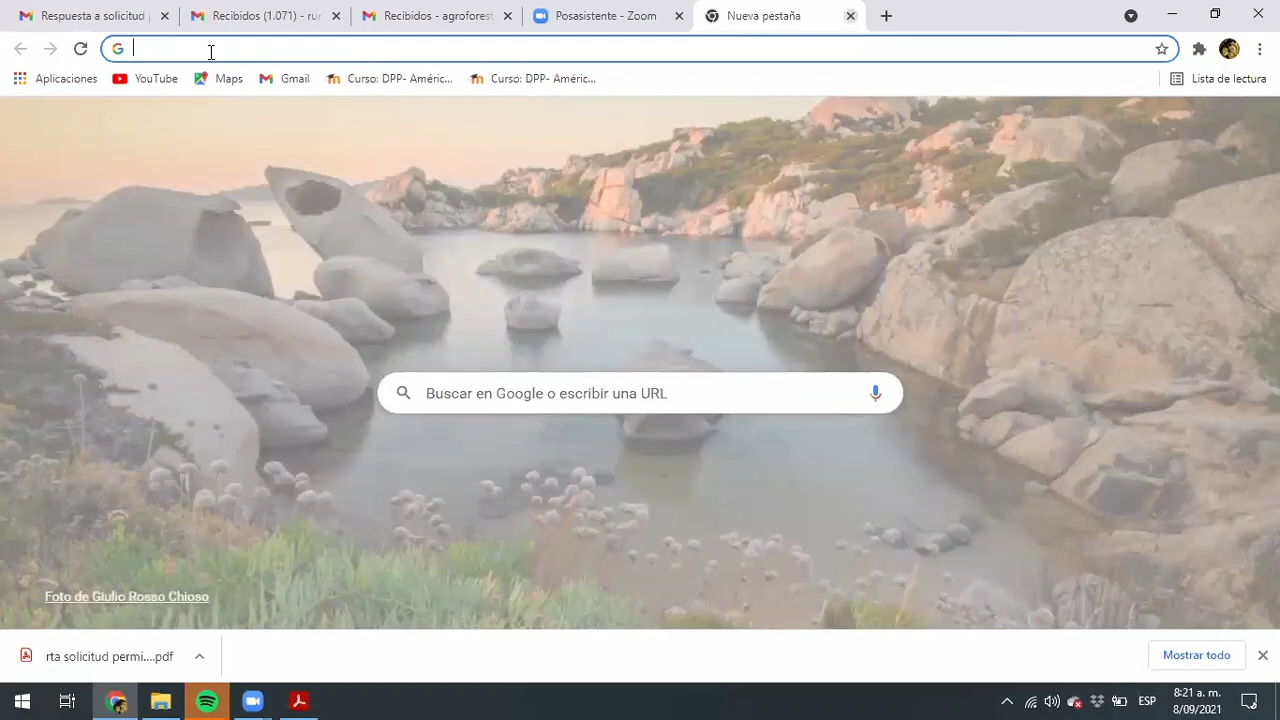 Respuesta a solicitud
Recibidos (1.071) - rur
Recibidos - agroforest
Posasistente - Zoom
Nueva pestaña
Aplicaciones
YouTube
Maps
Gmail
Curso: DPP- Améric...
Curso: DPP- Améric...
Lista de lectura
Buscar en Google o escribir una URL
Foto de Giulio Rosso Chioso
rta solicitud permi....pdf
Mostrar todo
ESP
8:21 a. m.
8/09/2021